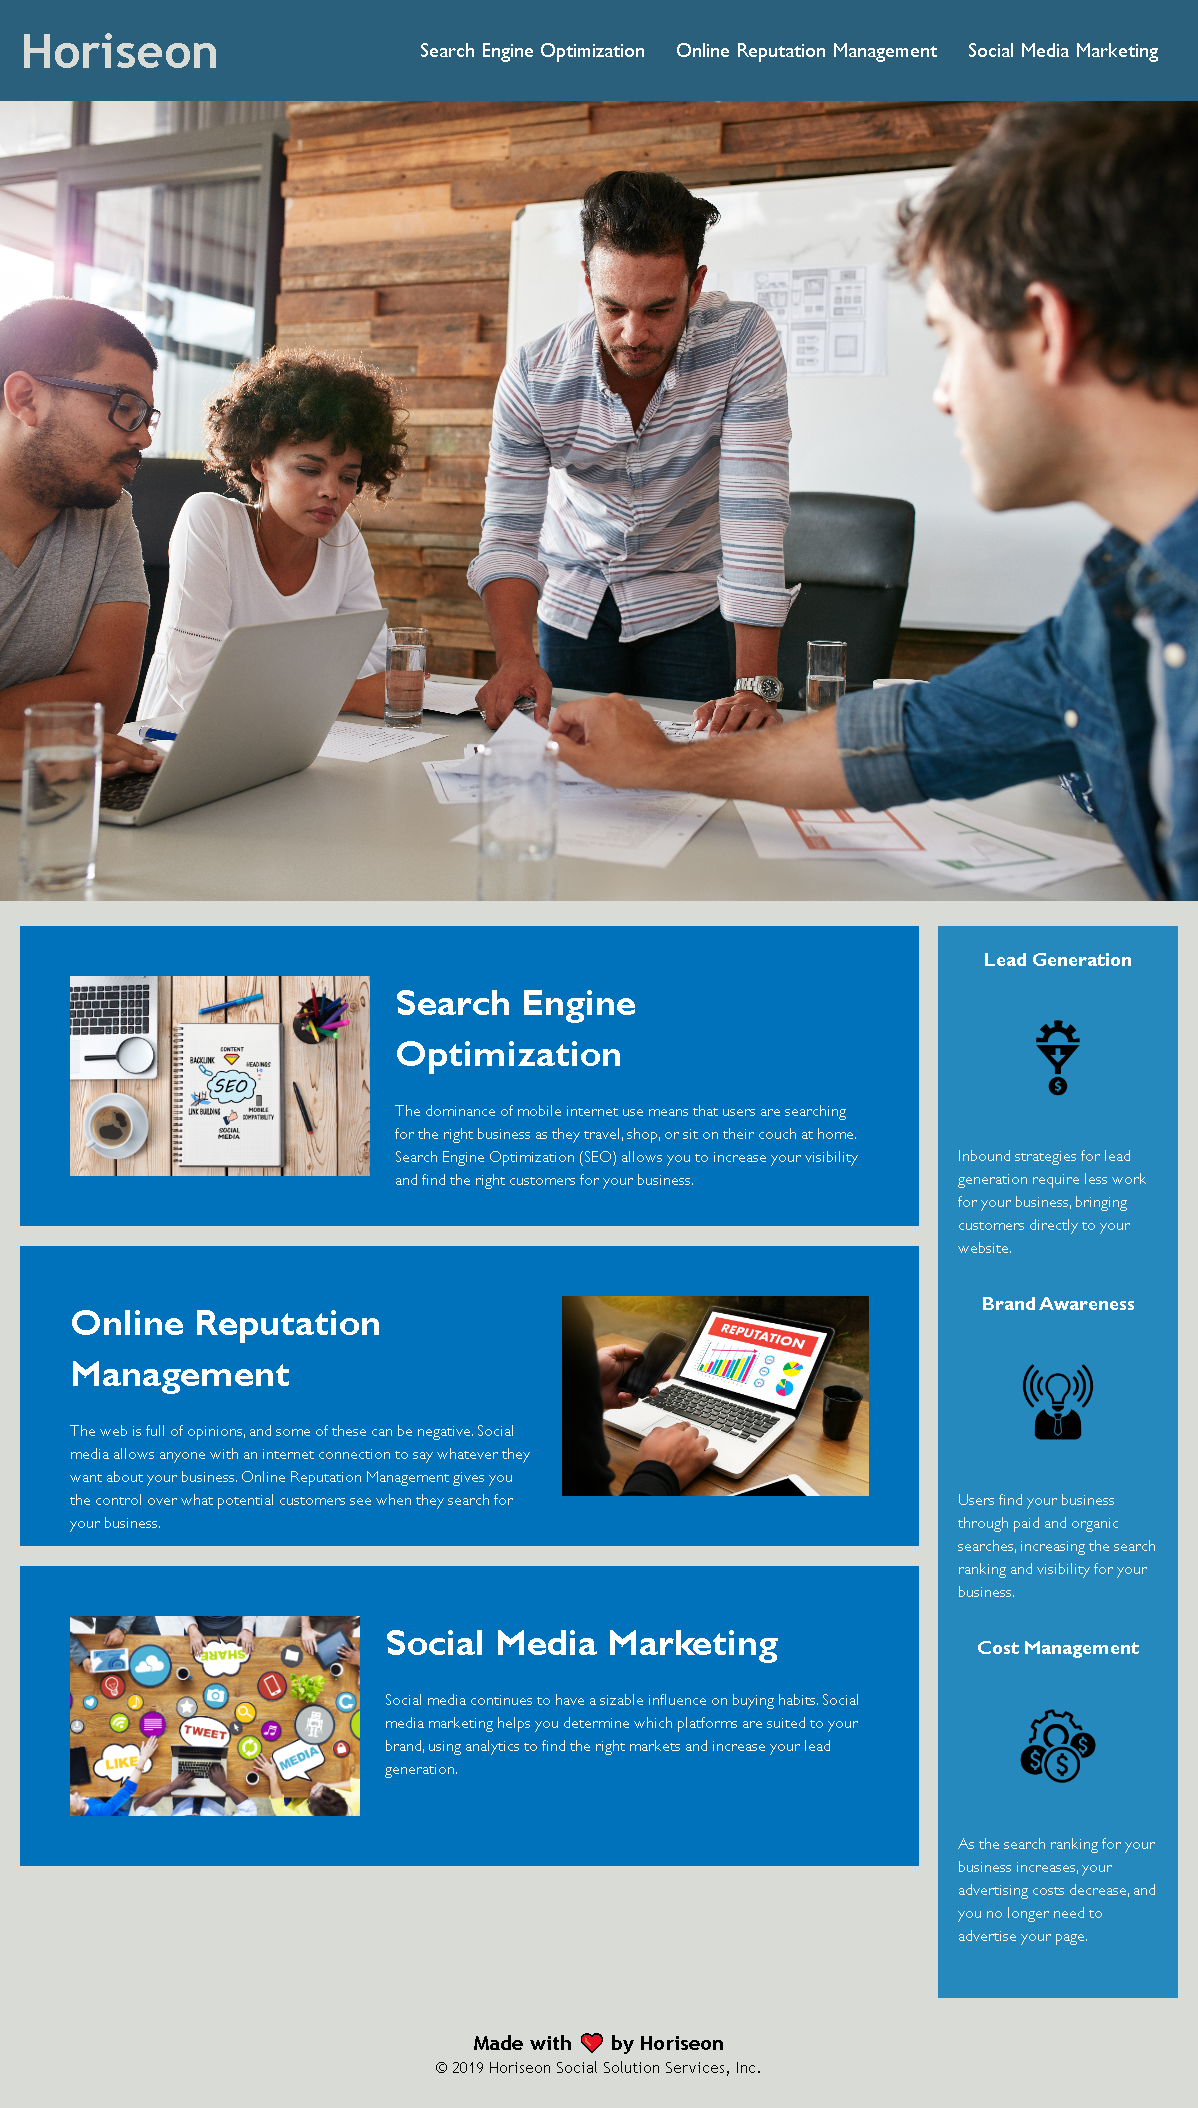 Horiseon
Search Engine Optimization
Online Reputation Management
Social Media Marketing
CONTENT
BACKLINK
HEADINGS
SEO
LINK BUILDING
MOBILE
COMPATIBILITY
SOCIAL
MEDIA
Search Engine
Optimization
The dominance of mobile internet use means that users are searching
for the right business as they travel, shop, or sit on their couch at home.
Search Engine Optimization (SEO) allows you to increase your visibility
and find the right customers for your business.
Online Reputation
Management
The web is full of opinions, and some of these can be negative. Social
media allows anyone with an internet connection to say whatever they
want about your business. Online Reputation Management gives you
the control over what potential customers see when they search for
your business.
REPUTATION
SHARE
TWEET
LIKE
MEDIA
Social Media Marketing
Social media continues to have a sizable influence on buying habits. Social
media marketing helps you determine which platforms are suited to your
brand, using analytics to find the right markets and increase your lead
generation.
Lead Generation
$
Inbound strategies for lead
generation require less work
for your business, bringing
customers directly to your
website.
Brand Awareness
Users find your business
through paid and organic
searches, increasing the search
ranking and visibility for your
business.
Cost Management
$ $ $
As the search ranking for your
business increases, your
advertising costs decrease, and
you no longer need to
advertise your page.
Made with ❤️ by Horiseon
© 2019 Horiseon Social Solution Services, Inc.